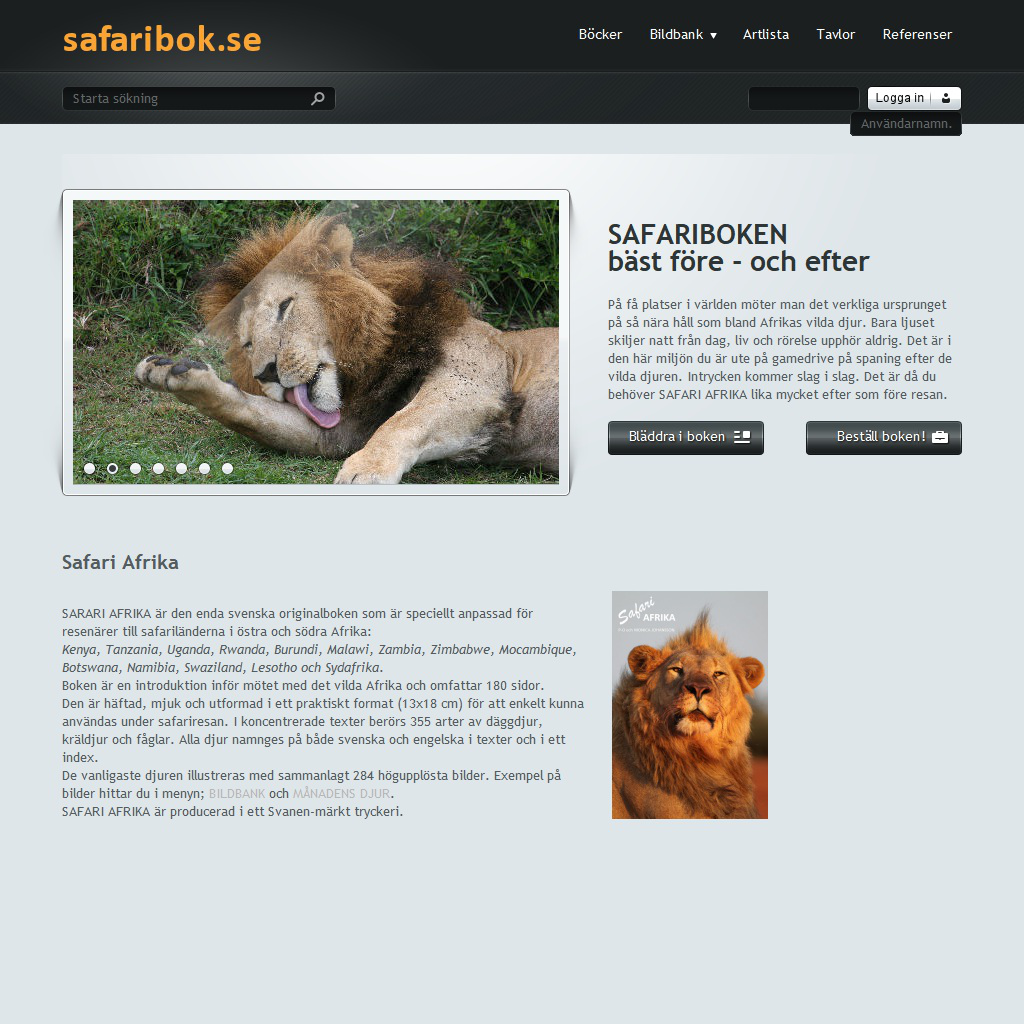 safaribok.se
Böcker
Bildbank
Artlista
Tavlor
Referenser
Starta sökning
Logga in
Användarnamn.
SAFARIBOKEN
bäst före - och efter
På få platser i världen möter man det verkliga ursprunget
på så nära håll som bland Afrikas vilda djur. Bara ljuset
skiljer natt från dag, liv och rörelse upphör aldrig. Det är i
den här miljön du är ute på gamedrive på spaning efter de
vilda djuren. Intrycken kommer slag i slag. Det är då du
behöver SAFARI AFRIKA lika mycket efter som före resan.
Bläddra i boken
Beställ boken!
Safari Afrika
SARARI AFRIKA är den enda svenska originalboken som är speciellt anpassad för
resenärer till safariländerna i östra och södra Afrika:
Kenya, Tanzania, Uganda, Rwanda, Burundi, Malawi, Zambia, Zimbabwe, Mocambique,
Botswana, Namibia, Swaziland, Lesotho och Sydafrika.
Boken är en introduktion inför mötet med det vilda Afrika och omfattar 180 sidor.
Den är häftad, mjuk och utformad i ett praktiskt format (13x18 cm) för att enkelt kunna
användas under safariresan. I koncentrerade texter berörs 355 arter av däggdjur,
kräldjur och fåglar. Alla djur namnges på både svenska och engelska i texter och i ett
index.
De vanligaste djuren illustreras med sammanlagt 284 högupplösta bilder. Exempel på
bilder hittar du i menyn; BILDBANK och MÅNADENS DJUR.
SAFARI AFRIKA är producerad i ett Svanen-märkt tryckeri.
Safari
AFRIKA